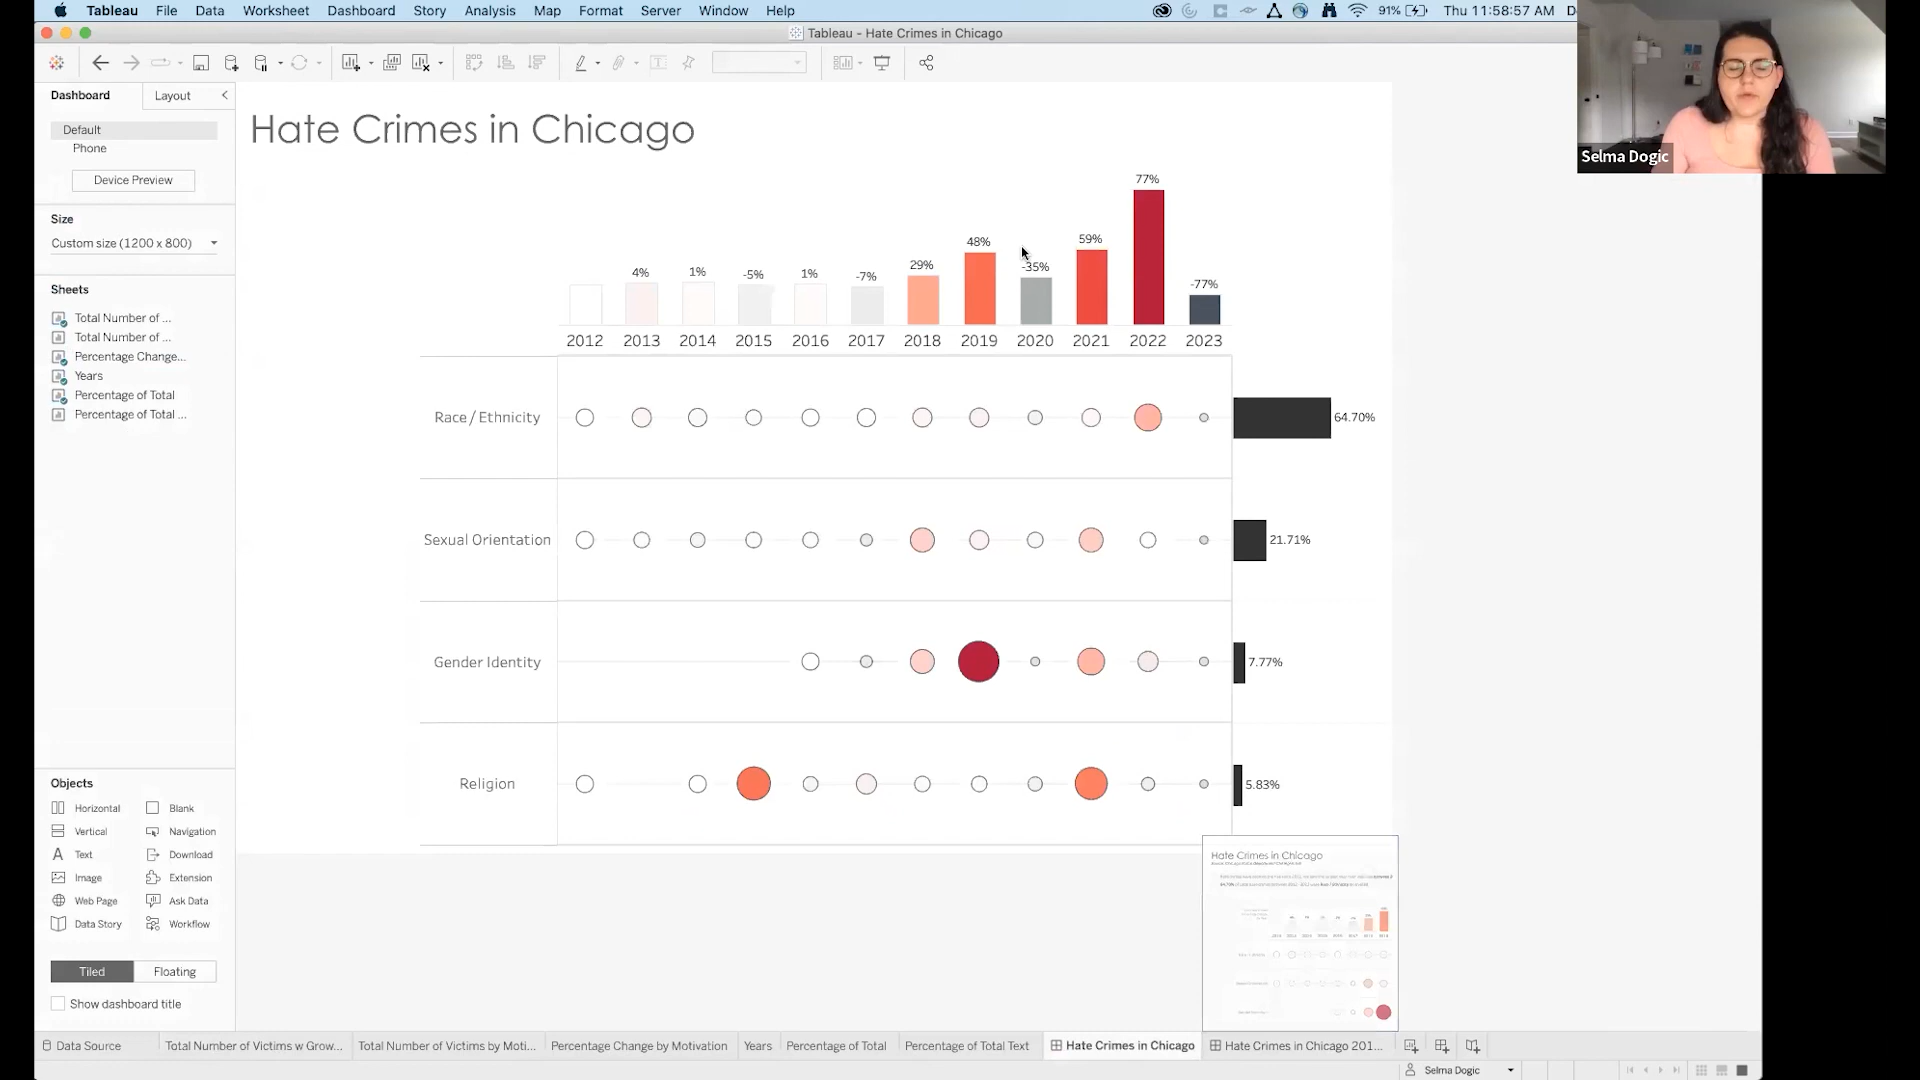 Tableau File Data Worksheet Dashboard Story Analysis Map Format Server Window Help
91% Thu 11:58:57 AM D
Tableau - Hate Crimes in Chicago
Selma Dogic
Dashboard Layout
Default
Phone
Device Preview
Size
Custom size (1200 x 800)
Sheets
Total Number of ...
Total Number of ...
Percentage Change...
Years
Percentage of Total
Percentage of Total ...
Objects
Horizontal Blank
Vertical Navigation
Text Download
Image Extension
Web Page Ask Data
Data Story Workflow
Tiled Floating
Show dashboard title
Hate Crimes in Chicago
4% 1% -5% 1% -7% 29% 48% -35% 59% 77% -77%
2012 2013 2014 2015 2016 2017 2018 2019 2020 2021 2022 2023
Race / Ethnicity 64.70%
Sexual Orientation 21.71%
Gender Identity 7.77%
Religion 5.83%
Hate Crimes in Chicago
Data Source Total Number of Victims w Grow... Total Number of Victims by Moti... Percentage Change by Motivation Years Percentage of Total Percentage of Total Text Hate Crimes in Chicago Hate Crimes in Chicago 201...
Selma Dogic